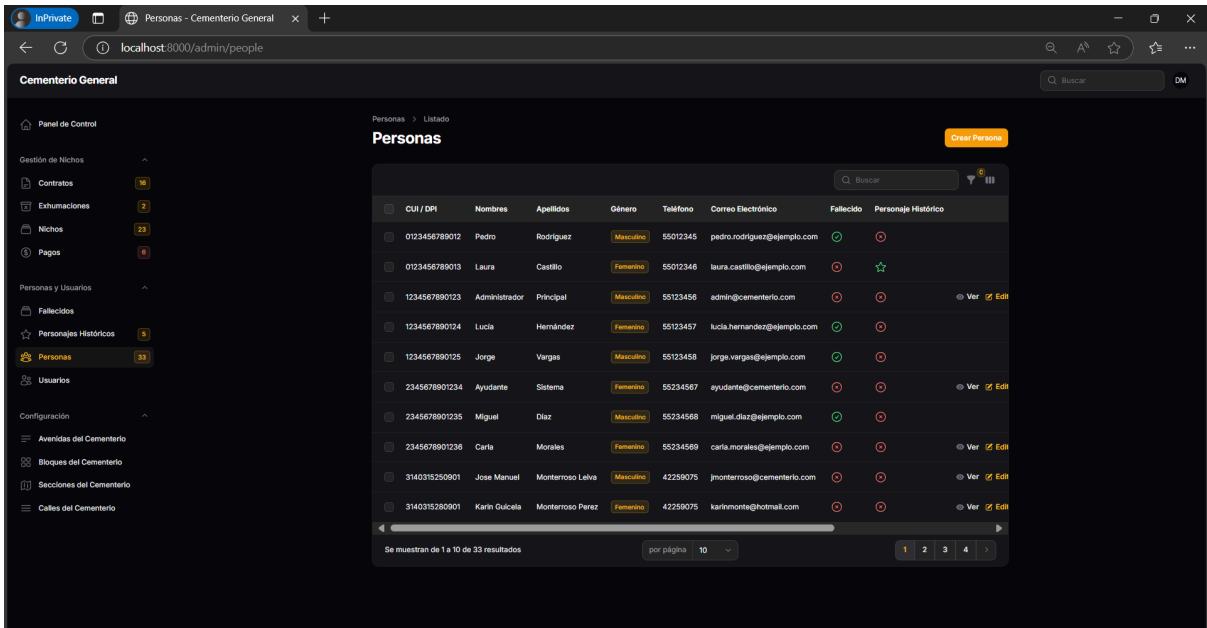 InPrivate
Personas - Cementerio General
localhost:8000/admin/people
Cementerio General
Buscar
DM
Panel de Control
Gestión de Nichos
Contratos 16
Exhumaciones 2
Nichos 23
Pagos 6
Personas y Usuarios
Fallecidos
Personajes Históricos 5
Personas 33
Usuarios
Configuración
Avenidas del Cementerio
Bloques del Cementerio
Secciones del Cementerio
Calles del Cementerio
Personas > Listado
Personas
Crear Persona
Buscar
0
CUI / DPI Nombres Apellidos Género Teléfono Correo Electrónico Fallecido Personaje Histórico
0123456789012 Pedro Rodríguez Masculino 55012345 pedro.rodriguez@ejemplo.com
0123456789013 Laura Castillo Femenino 55012346 laura.castillo@ejemplo.com
1234567890123 Administrador Principal Masculino 55123456 admin@cementerio.com Ver Edit
1234567890124 Lucía Hernández Femenino 55123457 lucia.hernandez@ejemplo.com
1234567890125 Jorge Vargas Masculino 55123458 jorge.vargas@ejemplo.com
2345678901234 Ayudante Sistema Femenino 55234567 ayudante@cementerio.com Ver Edit
2345678901235 Miguel Díaz Masculino 55234568 miguel.diaz@ejemplo.com
2345678901236 Carla Morales Femenino 55234569 carla.morales@ejemplo.com Ver Edit
3140315250901 Jose Manuel Monterroso Leiva Masculino 42259075 jmonterroso@cementerio.com Ver Edit
3140315280901 Karin Guicela Monterroso Perez Femenino 42259075 karinmonte@hotmail.com Ver Edit
Se muestran de 1 a 10 de 33 resultados
por página 10
1 2 3 4